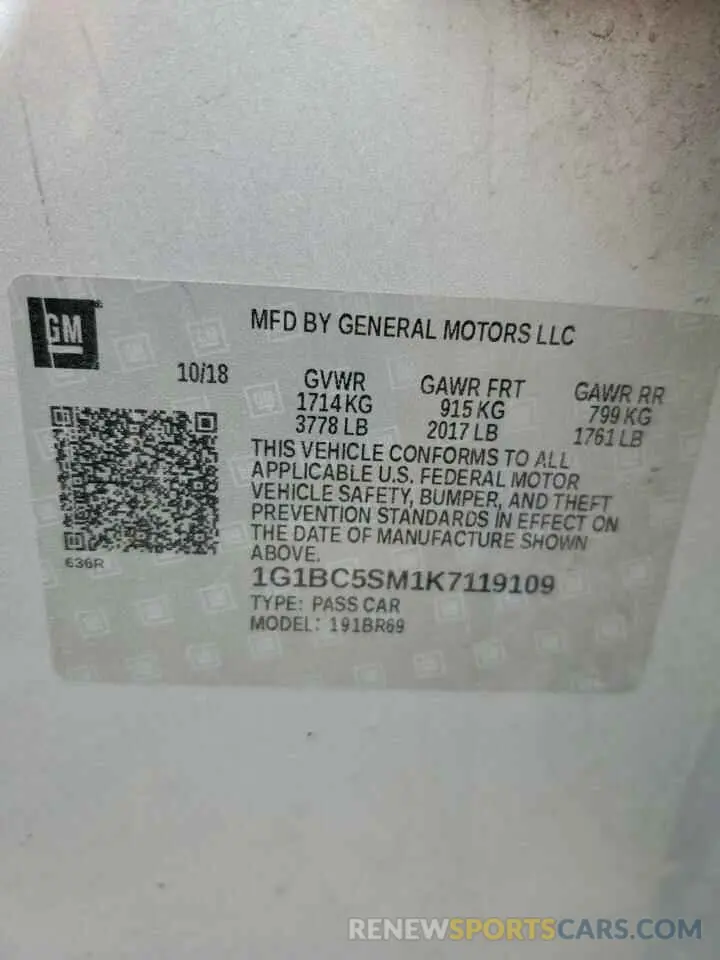 GM
MFD BY GENERAL MOTORS LLC
10/18
GVWR GAWR FRT GAWR RR
1714 KG 915 KG 799 KG
3778 LB 2017 LB 1761 LB
THIS VEHICLE CONFORMS TO ALL
APPLICABLE U.S. FEDERAL MOTOR
VEHICLE SAFETY, BUMPER, AND THEFT
PREVENTION STANDARDS IN EFFECT ON
THE DATE OF MANUFACTURE SHOWN
ABOVE.
636R
1G1BC5SM1K7119109
TYPE: PASS CAR
MODEL: 191BR69
RENEWSPORTSCARS.COM